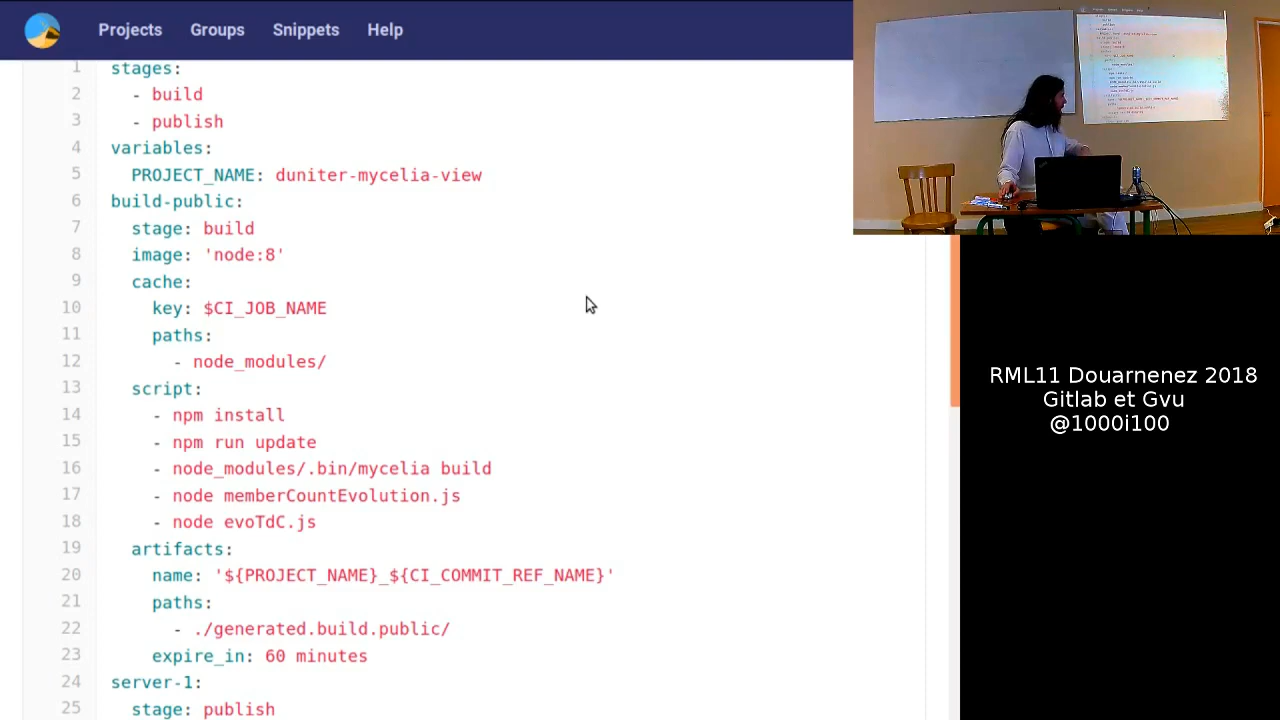 Projects Groups Snippets Help
1 stages:
2 - build
3 - publish
4 variables:
5 PROJECT_NAME: duniter-mycelia-view
6 build-public:
7 stage: build
8 image: 'node:8'
9 cache:
10 key: $CI_JOB_NAME
11 paths:
12 - node_modules/
13 script:
14 - npm install
15 - npm run update
16 - node_modules/.bin/mycelia build
17 - node memberCountEvolution.js
18 - node evoTdC.js
19 artifacts:
20 name: '${PROJECT_NAME}_${CI_COMMIT_REF_NAME}'
21 paths:
22 - ./generated.build.public/
23 expire_in: 60 minutes
24 server-1:
25 stage: publish
RML11 Douarnenez 2018
Gitlab et Gvu
@1000i100